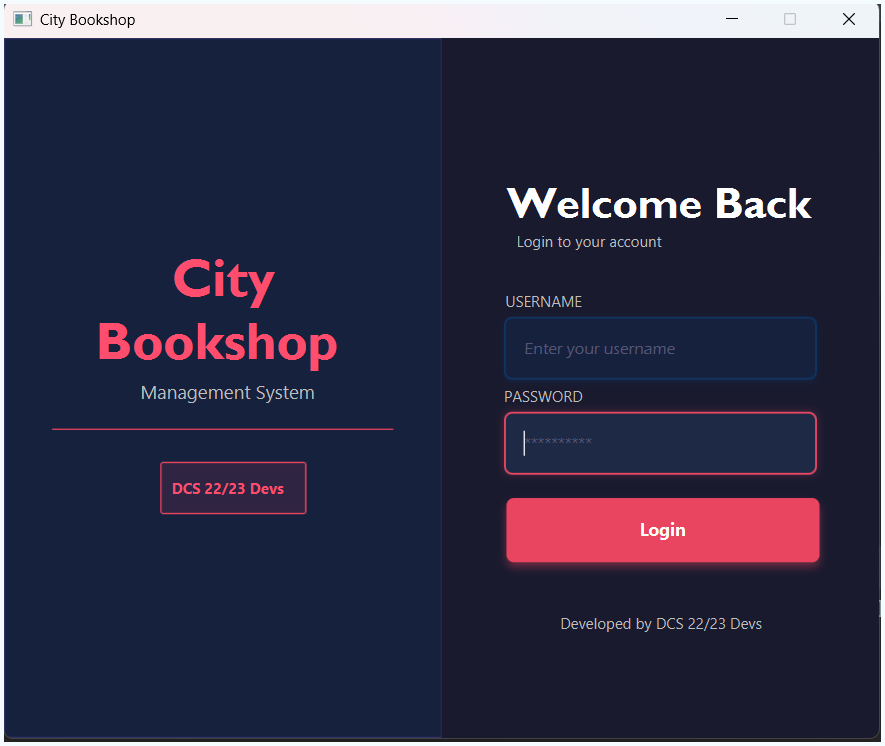 City Bookshop
City
Bookshop
Management System
DCS 22/23 Devs
Welcome Back
Login to your account
USERNAME
Enter your username
PASSWORD
**********
Login
Developed by DCS 22/23 Devs